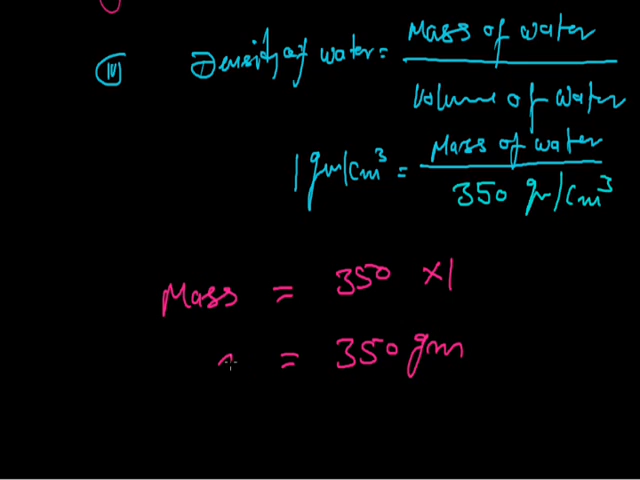 (ii) Density of water = Mass of water / Volume of water
1 gm/cm³ = Mass of water / 350 gm/cm³
Mass = 350 × 1
= 350 gm